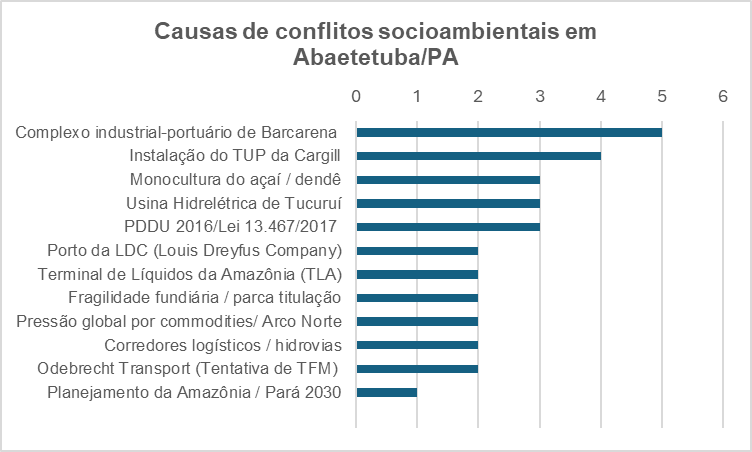 Causas de conflitos socioambientais em
Abaetetuba/PA
0 1 2 3 4 5 6
Complexo industrial-portuário de Barcarena
Instalação do TUP da Cargill
Monocultura do açaí / dendê
Usina Hidrelétrica de Tucuruí
PDDU 2016/Lei 13.467/2017
Porto da LDC (Louis Dreyfus Company)
Terminal de Líquidos da Amazônia (TLA)
Fragilidade fundiária / parca titulação
Pressão global por commodities/ Arco Norte
Corredores logísticos / hidrovias
Odebrecht Transport (Tentativa de TFM)
Planejamento da Amazônia / Pará 2030